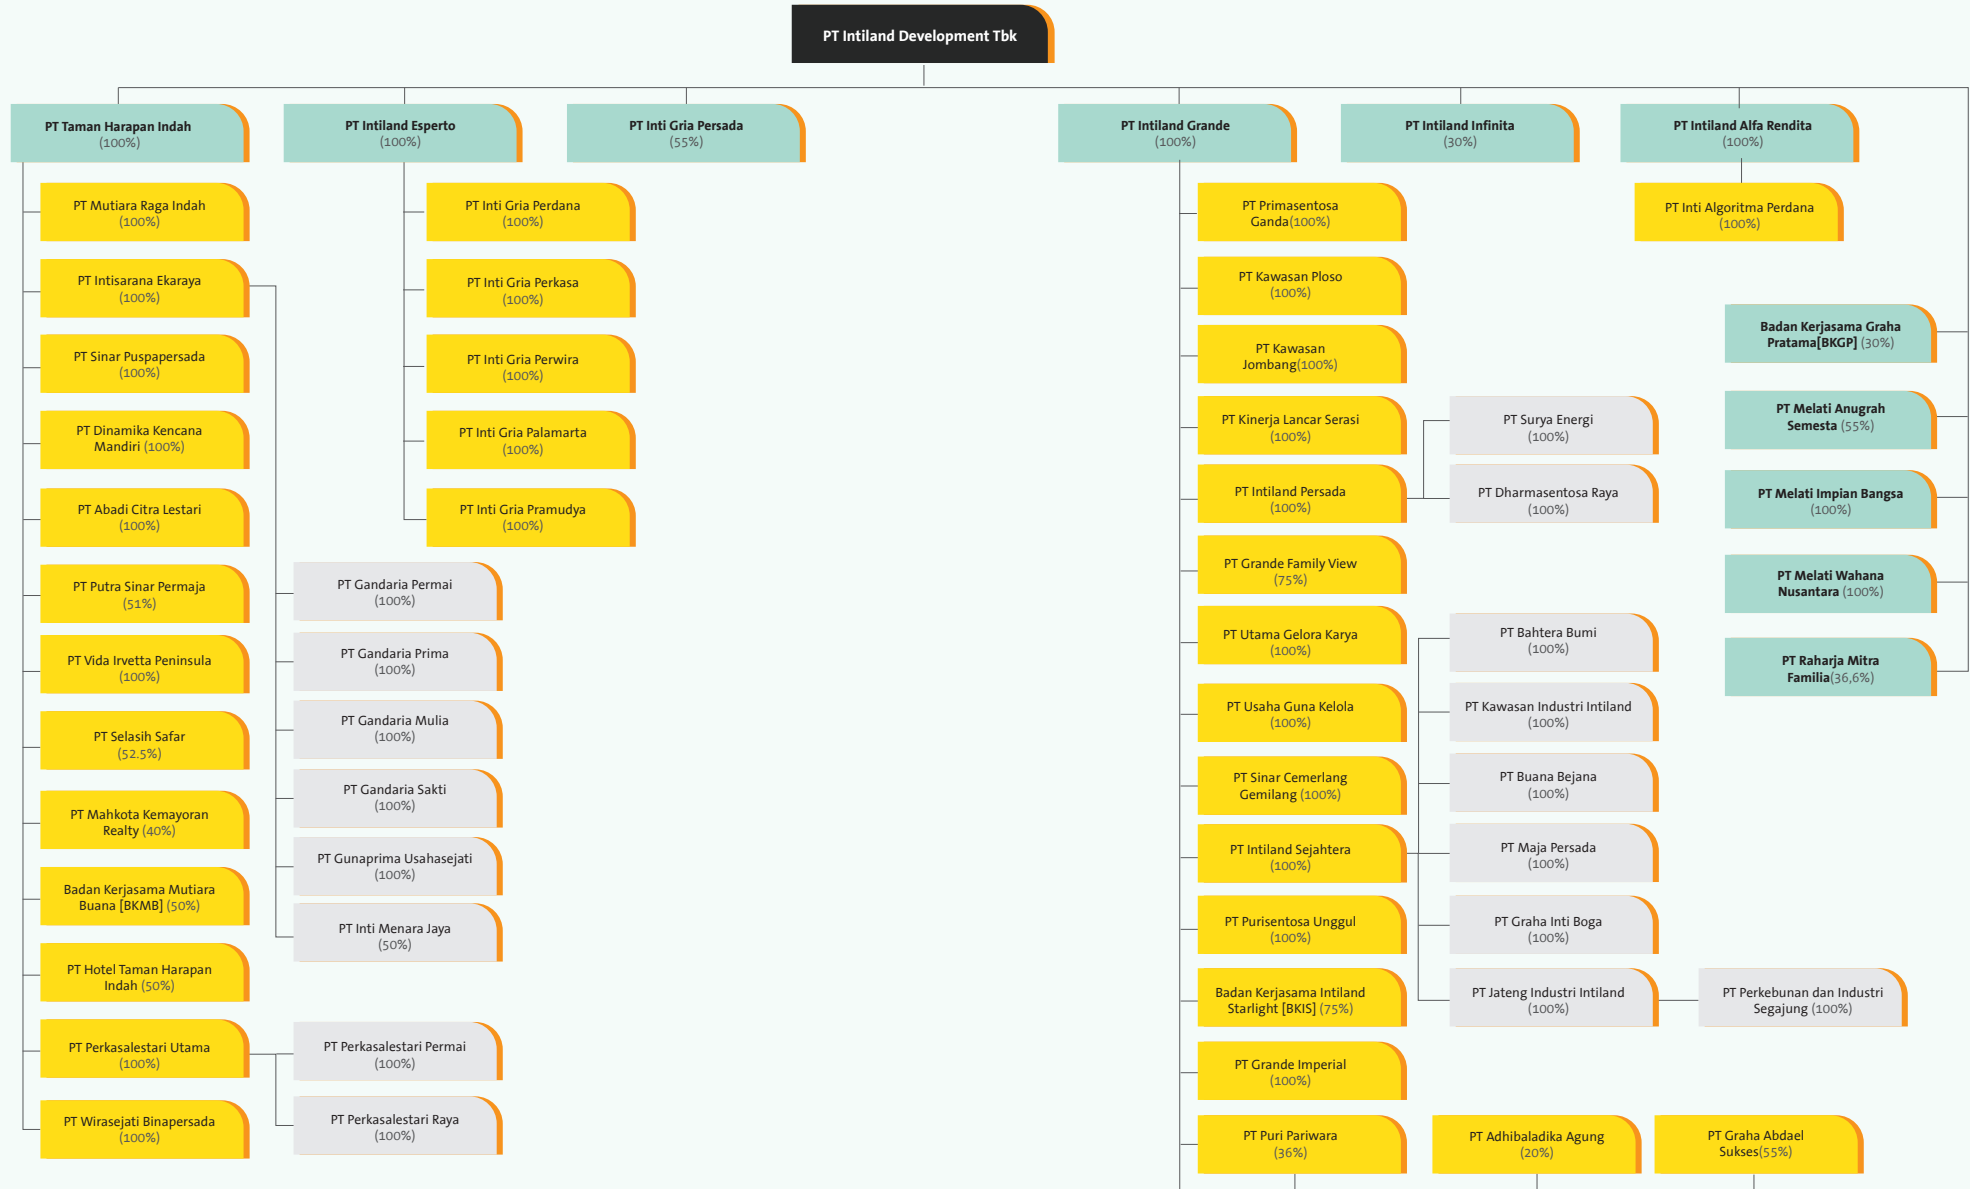 PT Intiland Development Tbk
PT Taman Harapan Indah
(100%)
PT Intiland Esperto
(100%)
PT Inti Gria Persada
(55%)
PT Intiland Grande
(100%)
PT Intiland Infinita
(30%)
PT Intiland Alfa Rendita
(100%)
PT Mutiara Raga Indah
(100%)
PT Intisarana Ekaraya
(100%)
PT Sinar Puspapersada
(100%)
PT Dinamika Kencana
Mandiri (100%)
PT Abadi Citra Lestari
(100%)
PT Putra Sinar Permaja
(51%)
PT Vida Irvetta Peninsula
(100%)
PT Selasih Safar
(52.5%)
PT Mahkota Kemayoran
Realty (40%)
Badan Kerjasama Mutiara
Buana [BKMB] (50%)
PT Hotel Taman Harapan
Indah (50%)
PT Perkasalestari Utama
(100%)
PT Wirasejati Binapersada
(100%)
PT Gandaria Permai
(100%)
PT Gandaria Prima
(100%)
PT Gandaria Mulia
(100%)
PT Gandaria Sakti
(100%)
PT Gunaprima Usahasejati
(100%)
PT Inti Menara Jaya
(50%)
PT Perkasalestari Permai
(100%)
PT Perkasalestari Raya
(100%)
PT Inti Gria Perdana
(100%)
PT Inti Gria Perkasa
(100%)
PT Inti Gria Perwira
(100%)
PT Inti Gria Palamarta
(100%)
PT Inti Gria Pramudya
(100%)
PT Primasentosa
Ganda(100%)
PT Kawasan Ploso
(100%)
PT Kawasan
Jombang(100%)
PT Kinerja Lancar Serasi
(100%)
PT Intiland Persada
(100%)
PT Grande Family View
(75%)
PT Utama Gelora Karya
(100%)
PT Usaha Guna Kelola
(100%)
PT Sinar Cemerlang
Gemilang (100%)
PT Intiland Sejahtera
(100%)
PT Purisentosa Unggul
(100%)
Badan Kerjasama Intiland
Starlight [BKIS] (75%)
PT Grande Imperial
(100%)
PT Puri Pariwara
(36%)
PT Surya Energi
(100%)
PT Dharmasentosa Raya
(100%)
PT Bahtera Bumi
(100%)
PT Kawasan Industri Intiland
(100%)
PT Buana Bejana
(100%)
PT Maja Persada
(100%)
PT Graha Inti Boga
(100%)
PT Jateng Industri Intiland
(100%)
PT Perkebunan dan Industri
Segajung (100%)
PT Adhibaladika Agung
(20%)
PT Graha Abdael
Sukses(55%)
PT Inti Algoritma Perdana
(100%)
Badan Kerjasama Graha
Pratama[BKGP] (30%)
PT Melati Anugrah
Semesta (55%)
PT Melati Impian Bangsa
(100%)
PT Melati Wahana
Nusantara (100%)
PT Raharja Mitra
Familia(36,6%)